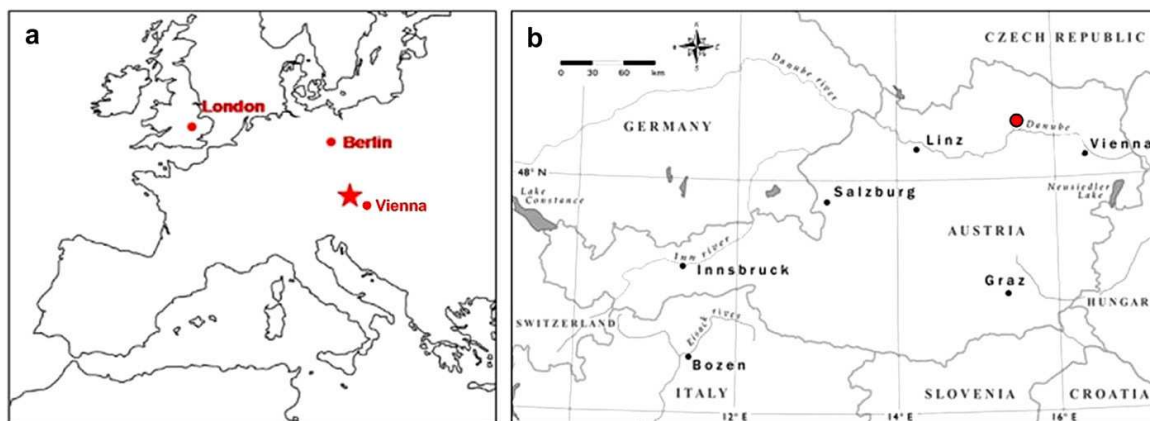 a
London
Berlin
Vienna
b
N
0 30 60 km
CZECH REPUBLIC
Danube river
GERMANY
Danube
Linz
Vienna
48° N
Lake
Constance
Salzburg
Neusiedler
Lake
AUSTRIA
Inn river
Innsbruck
Graz
HUNGAR
SWITZERLAND
Eisack river
Bozen
ITALY
SLOVENIA
CROATIA
12° E
14° E
16° E